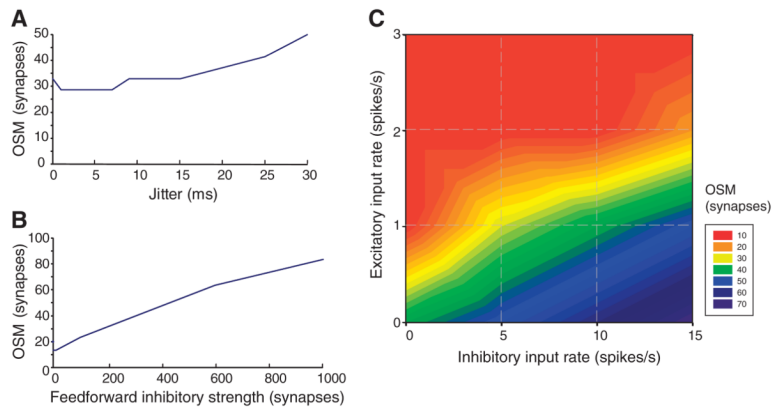 A
50
40
30
20
10
0
OSM (synapses)
0 5 10 15 20 25 30
Jitter (ms)
B
100
80
60
40
20
0
OSM (synapses)
0 200 400 600 800 1000
Feedforward inhibitory strength (synapses)
C
3
2
1
0
Excitatory input rate (spikes/s)
0 5 10 15
Inhibitory input rate (spikes/s)
OSM
(synapses)
10
20
30
40
50
60
70